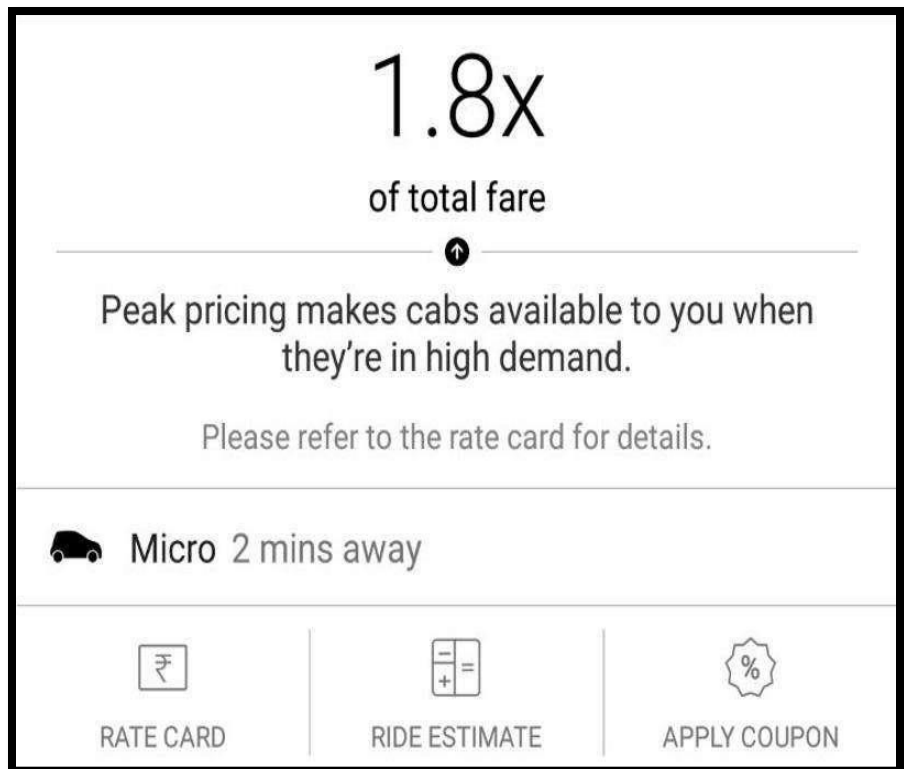 1.8x
of total fare
Peak pricing makes cabs available to you when
they're in high demand.
Please refer to the rate card for details.
Micro 2 mins away
₹
- + =
%
RATE CARD
RIDE ESTIMATE
APPLY COUPON